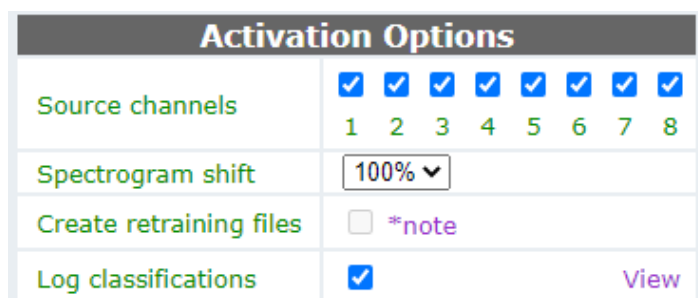 Activation Options
Source channels
1 2 3 4 5 6 7 8
Spectrogram shift 100%
Create retraining files *note
Log classifications View